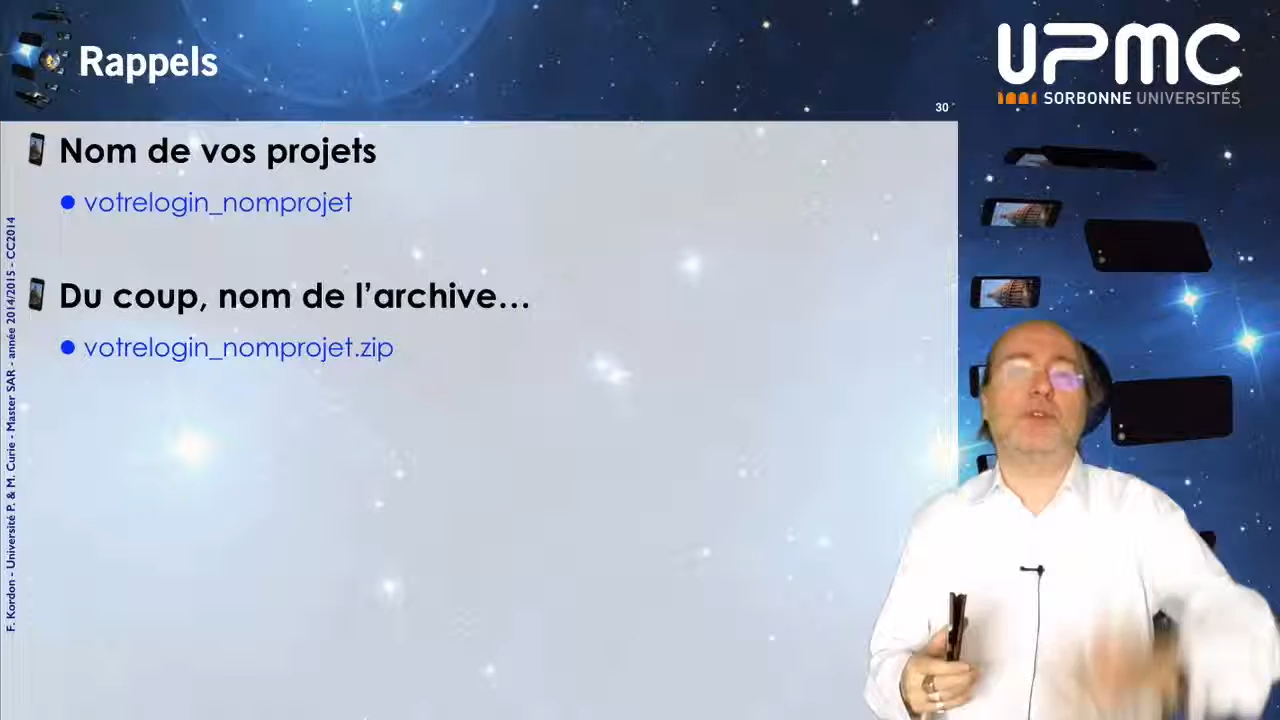 Rappels
UPMC
SORBONNE UNIVERSITÉS
30
Nom de vos projets
votrelogin_nomprojet
Du coup, nom de l’archive…
votrelogin_nomprojet.zip
F. Kordon - Université P. & M. Curie - Master SAR - année 2014/2015 - CC2014